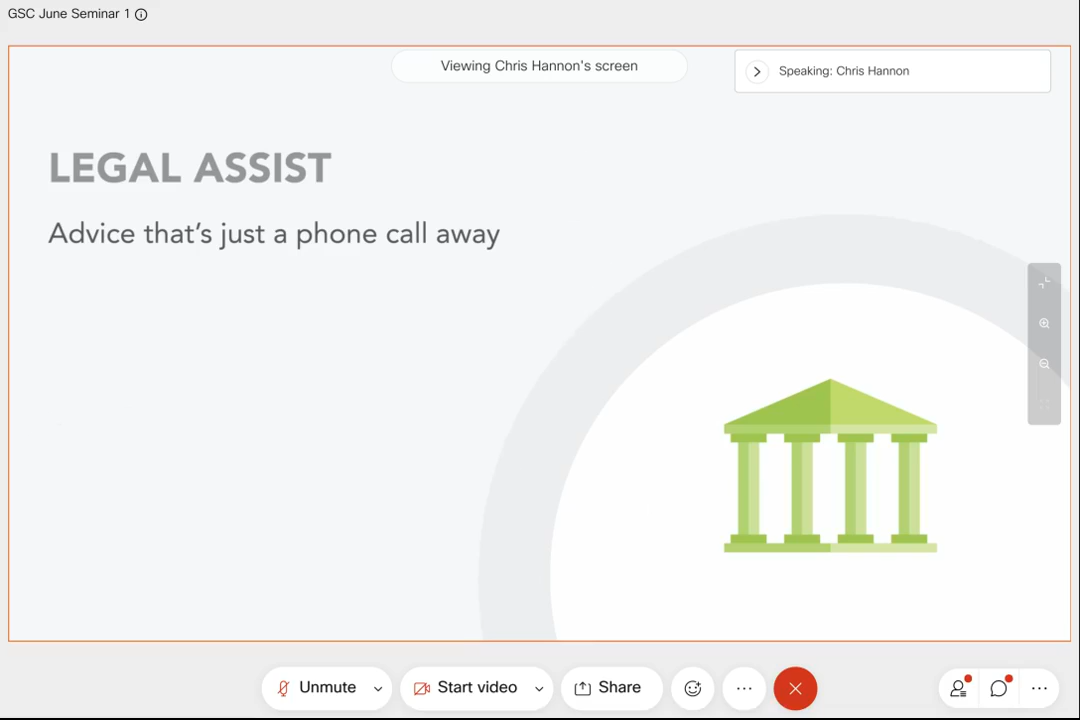 GSC June Seminar 1
Viewing Chris Hannon's screen
Speaking: Chris Hannon
LEGAL ASSIST
Advice that’s just a phone call away
Unmute
Start video
Share